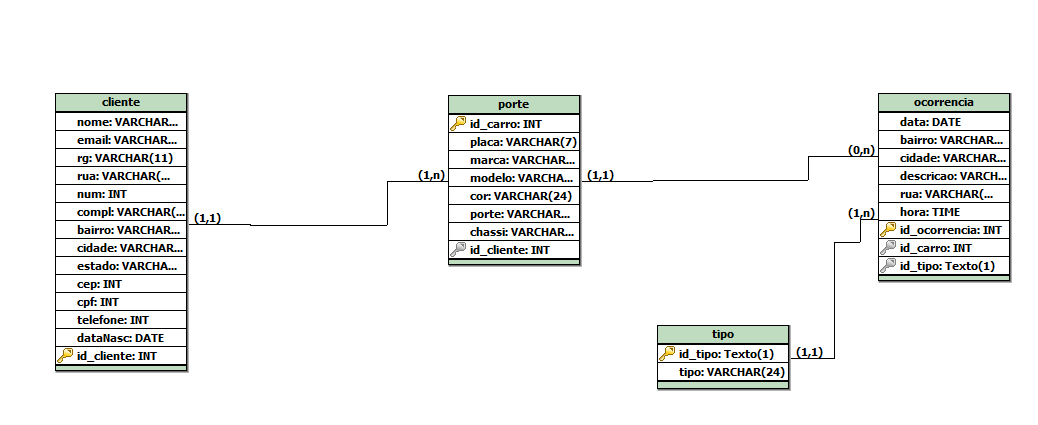 cliente
nome: VARCHAR...
email: VARCHAR...
rg: VARCHAR(11)
rua: VARCHAR(...
num: INT
compl: VARCHAR(...
bairro: VARCHAR...
cidade: VARCHAR...
estado: VARCHA...
cep: INT
cpf: INT
telefone: INT
dataNasc: DATE
id_cliente: INT
(1,1)
(1,n)
porte
id_carro: INT
placa: VARCHAR(7)
marca: VARCHAR...
modelo: VARCHA...
cor: VARCHAR(24)
porte: VARCHAR...
chassi: VARCHAR...
id_cliente: INT
(1,1)
(0,n)
ocorrencia
data: DATE
bairro: VARCHAR...
cidade: VARCHAR...
descricao: VARCH...
rua: VARCHAR(...
hora: TIME
id_ocorrencia: INT
id_carro: INT
id_tipo: Texto(1)
(1,n)
(1,1)
tipo
id_tipo: Texto(1)
tipo: VARCHAR(24)